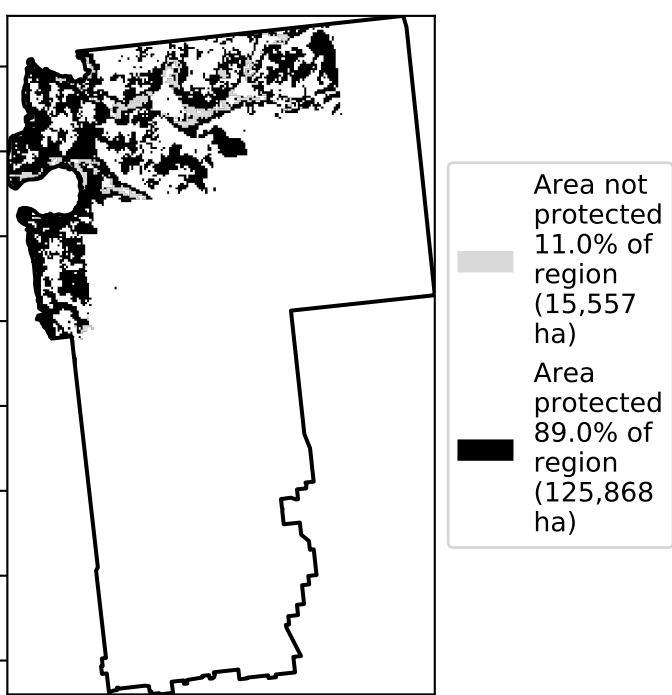 Area not
protected
11.0% of
region
(15,557
ha)
Area
protected
89.0% of
region
(125,868
ha)